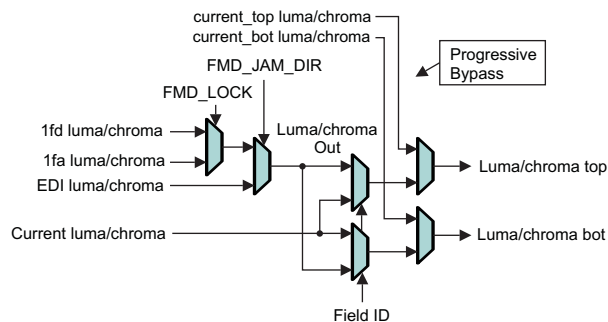 current_top luma/chroma
current_bot luma/chroma
Progressive
Bypass
FMD_JAM_DIR
FMD_LOCK
1fd luma/chroma
Luma/chroma
Out
1fa luma/chroma
Luma/chroma top
EDI luma/chroma
Current luma/chroma
Luma/chroma bot
Field ID